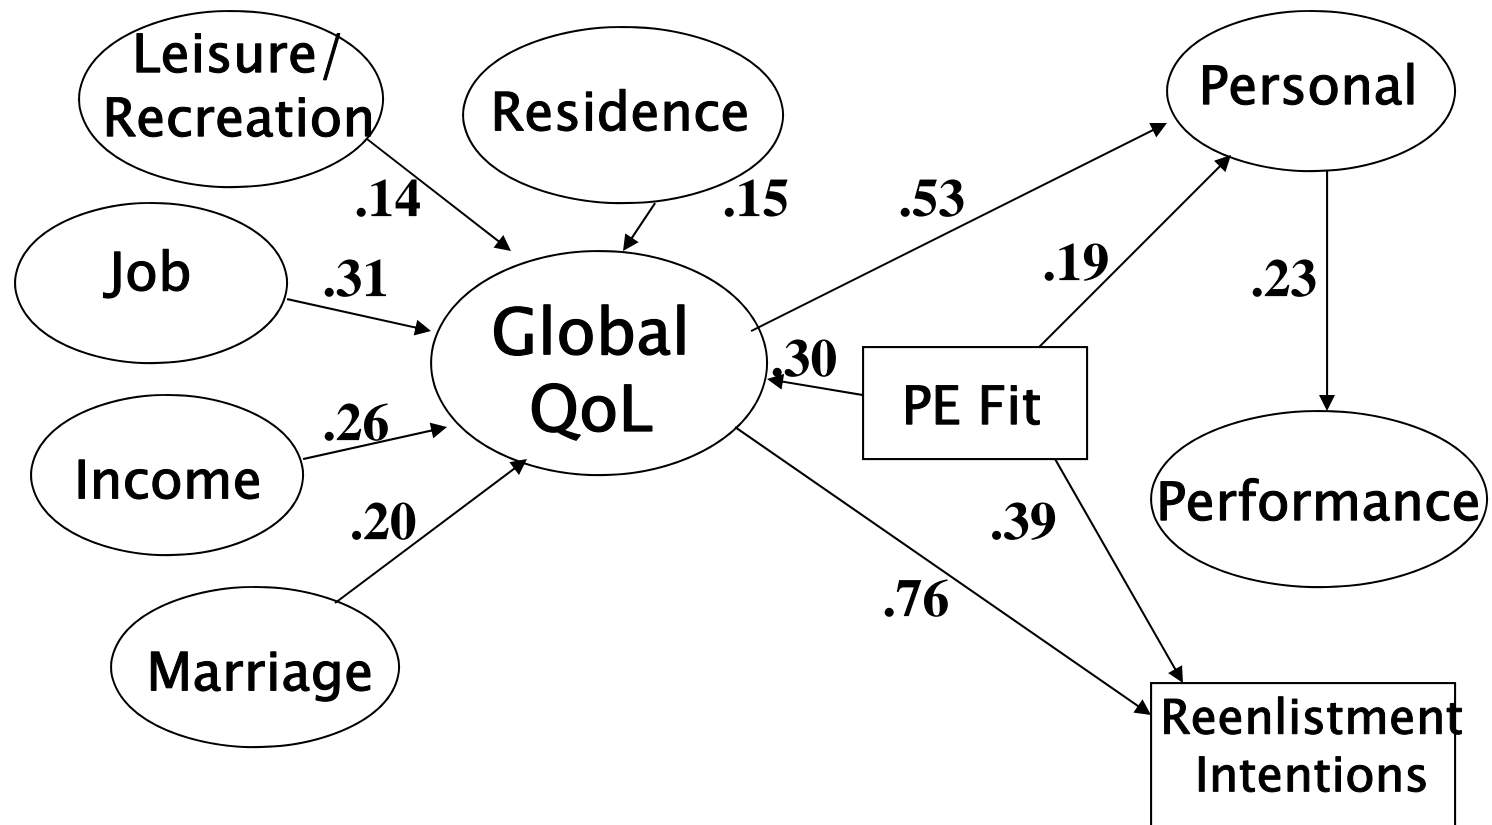 Leisure/
Recreation
Residence
Personal
.14
.15
.53
Job
.31
.19
.23
Global
QoL
.30
PE Fit
.26
Income
.20
.39
Performance
.76
Marriage
Reenlistment
Intentions